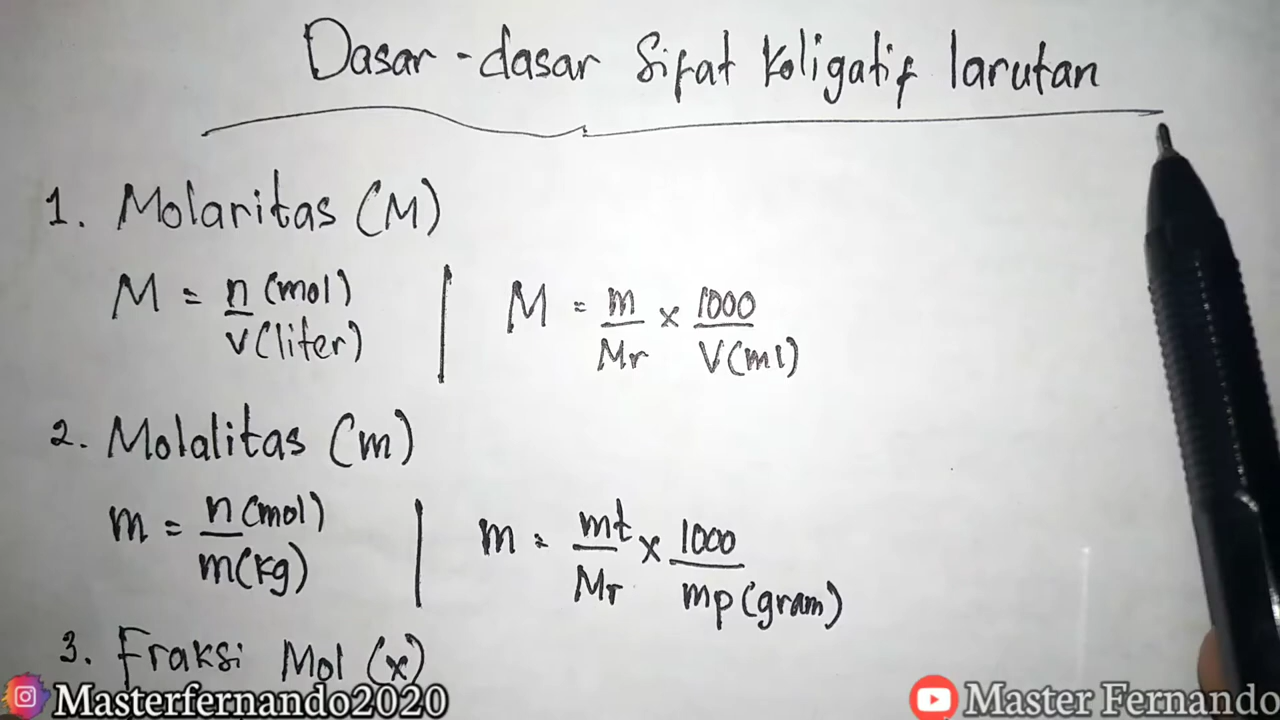 Dasar-dasar Sifat Koligatif larutan
1. Molaritas (M)
M = n (mol) / V (liter) | M = m / Mr x 1000 / V (ml)
2. Molalitas (m)
m = n (mol) / m (kg) | m = mt / Mr x 1000 / mp (gram)
3. Fraksi Mol (x)
Masterfernando2020
Master Fernando